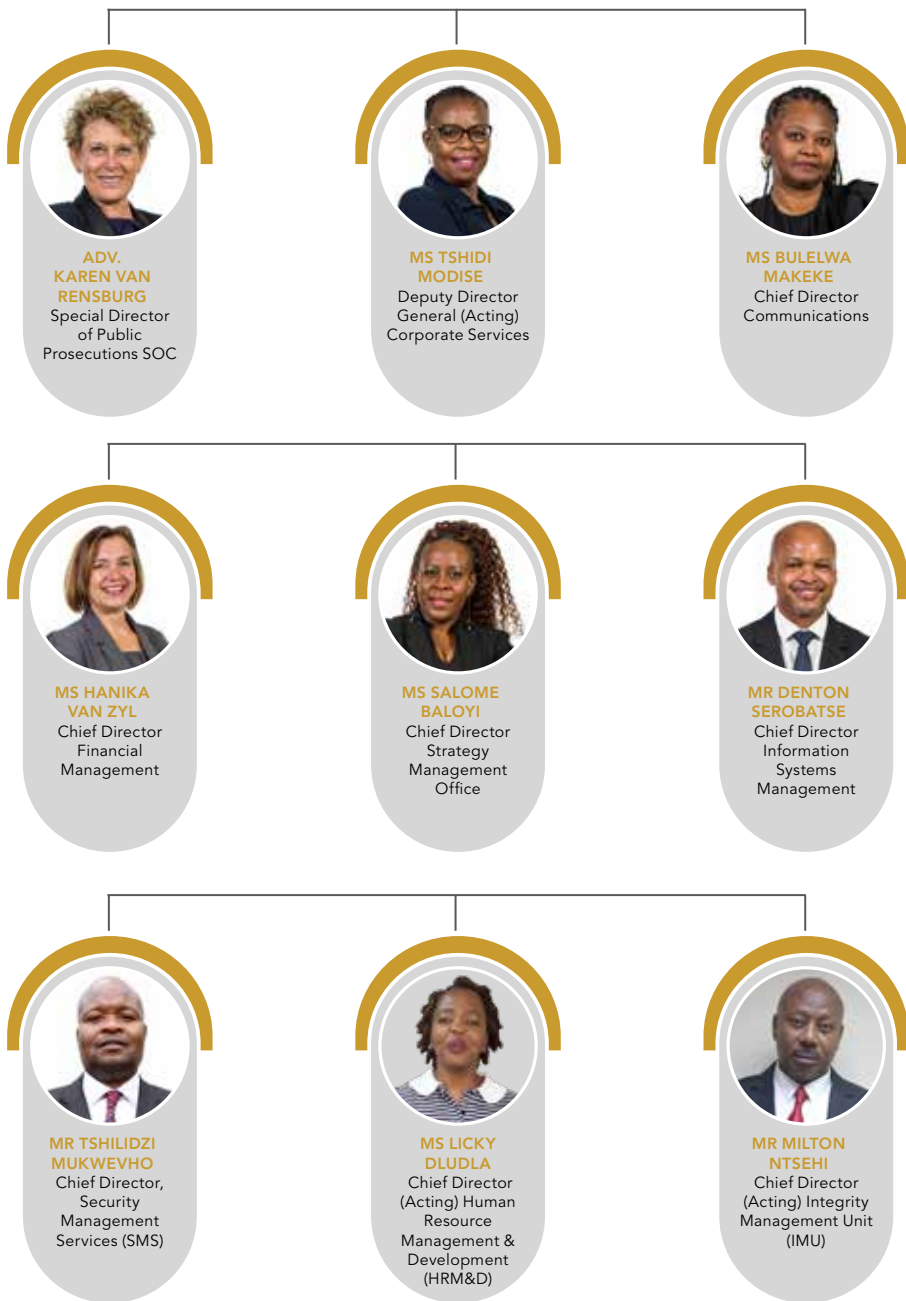 ADV.
KAREN VAN
RENSBURG
Special Director
of Public
Prosecutions SOC
MS TSHIDI
MODISE
Deputy Director
General (Acting)
Corporate Services
MS BULELWA
MAKEKE
Chief Director
Communications
MS HANIKA
VAN ZYL
Chief Director
Financial
Management
MS SALOME
BALOYI
Chief Director
Strategy
Management
Office
MR DENTON
SEROBATSE
Chief Director
Information
Systems
Management
MR TSHILIDZI
MUKWEVHO
Chief Director,
Security
Management
Services (SMS)
MS LICKY
DLUDLA
Chief Director
(Acting) Human
Resource
Management &
Development
(HRM&D)
MR MILTON
NTSEHI
Chief Director
(Acting) Integrity
Management Unit
(IMU)